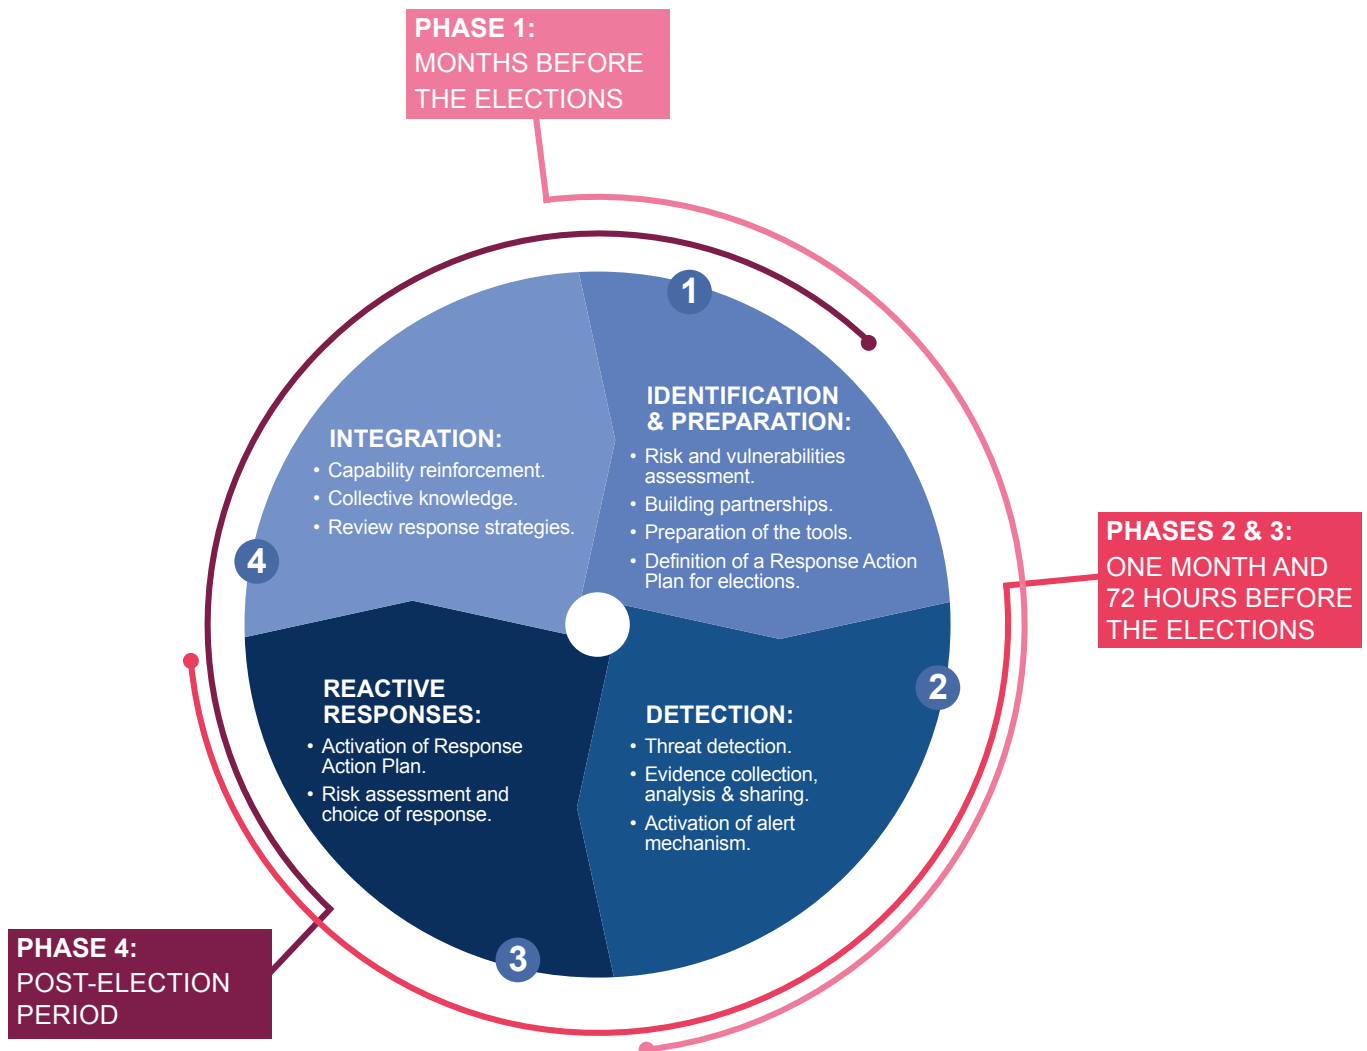 PHASE 1:
MONTHS BEFORE
THE ELECTIONS
1
IDENTIFICATION
& PREPARATION:
• Risk and vulnerabilities
assessment.
• Building partnerships.
• Preparation of the tools.
• Definition of a Response Action
Plan for elections.
INTEGRATION:
• Capability reinforcement.
• Collective knowledge.
• Review response strategies.
4
PHASES 2 & 3:
ONE MONTH AND
72 HOURS BEFORE
THE ELECTIONS
2
DETECTION:
• Threat detection.
• Evidence collection,
analysis & sharing.
• Activation of alert
mechanism.
REACTIVE
RESPONSES:
• Activation of Response
Action Plan.
• Risk assessment and
choice of response.
3
PHASE 4:
POST-ELECTION
PERIOD